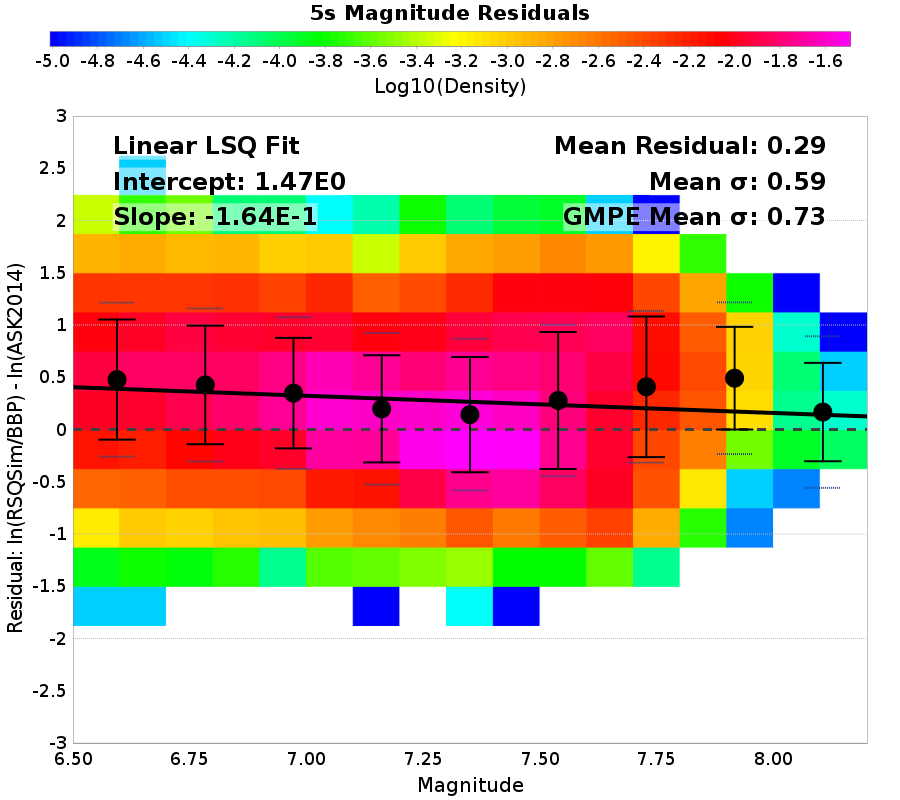 5s Magnitude Residuals
-5.0 -4.8 -4.6 -4.4 -4.2 -4.0 -3.8 -3.6 -3.4 -3.2 -3.0 -2.8 -2.6 -2.4 -2.2 -2.0 -1.8 -1.6
Log10(Density)
Linear LSQ Fit
Intercept: 1.47E0
Slope: -1.64E-1
Mean Residual: 0.29
Mean σ: 0.59
GMPE Mean σ: 0.73
Residual: ln(RSQSim/BBP) - ln(ASK2014)
3
2.5
2
1.5
1
0.5
0
-0.5
-1
-1.5
-2
-2.5
-3
6.50 6.75 7.00 7.25 7.50 7.75 8.00
Magnitude